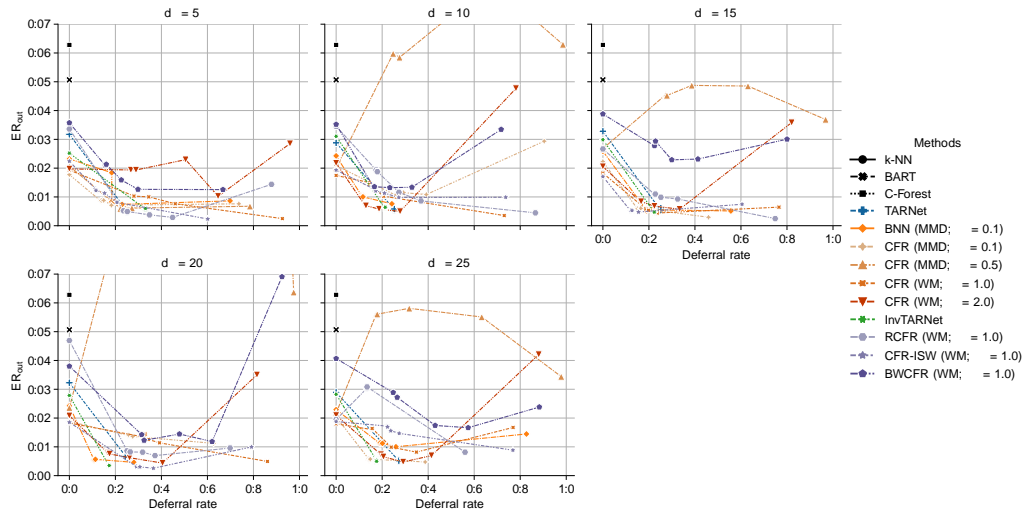 d = 5
d = 10
d = 15
0:07
0:06
0:05
0:04
0:03
0:02
0:01
0:00
ER_out
0:0 0:2 0:4 0:6 0:8 1:0
Deferral rate
d = 20
d = 25
0:07
0:06
0:05
0:04
0:03
0:02
0:01
0:00
ER_out
0:0 0:2 0:4 0:6 0:8 1:0
Deferral rate
0:0 0:2 0:4 0:6 0:8 1:0
Deferral rate
Methods
k-NN
BART
C-Forest
TARNet
BNN (MMD; = 0.1)
CFR (MMD; = 0.1)
CFR (MMD; = 0.5)
CFR (WM; = 1.0)
CFR (WM; = 2.0)
InvTARNet
RCFR (WM; = 1.0)
CFR-ISW (WM; = 1.0)
BWCFR (WM; = 1.0)